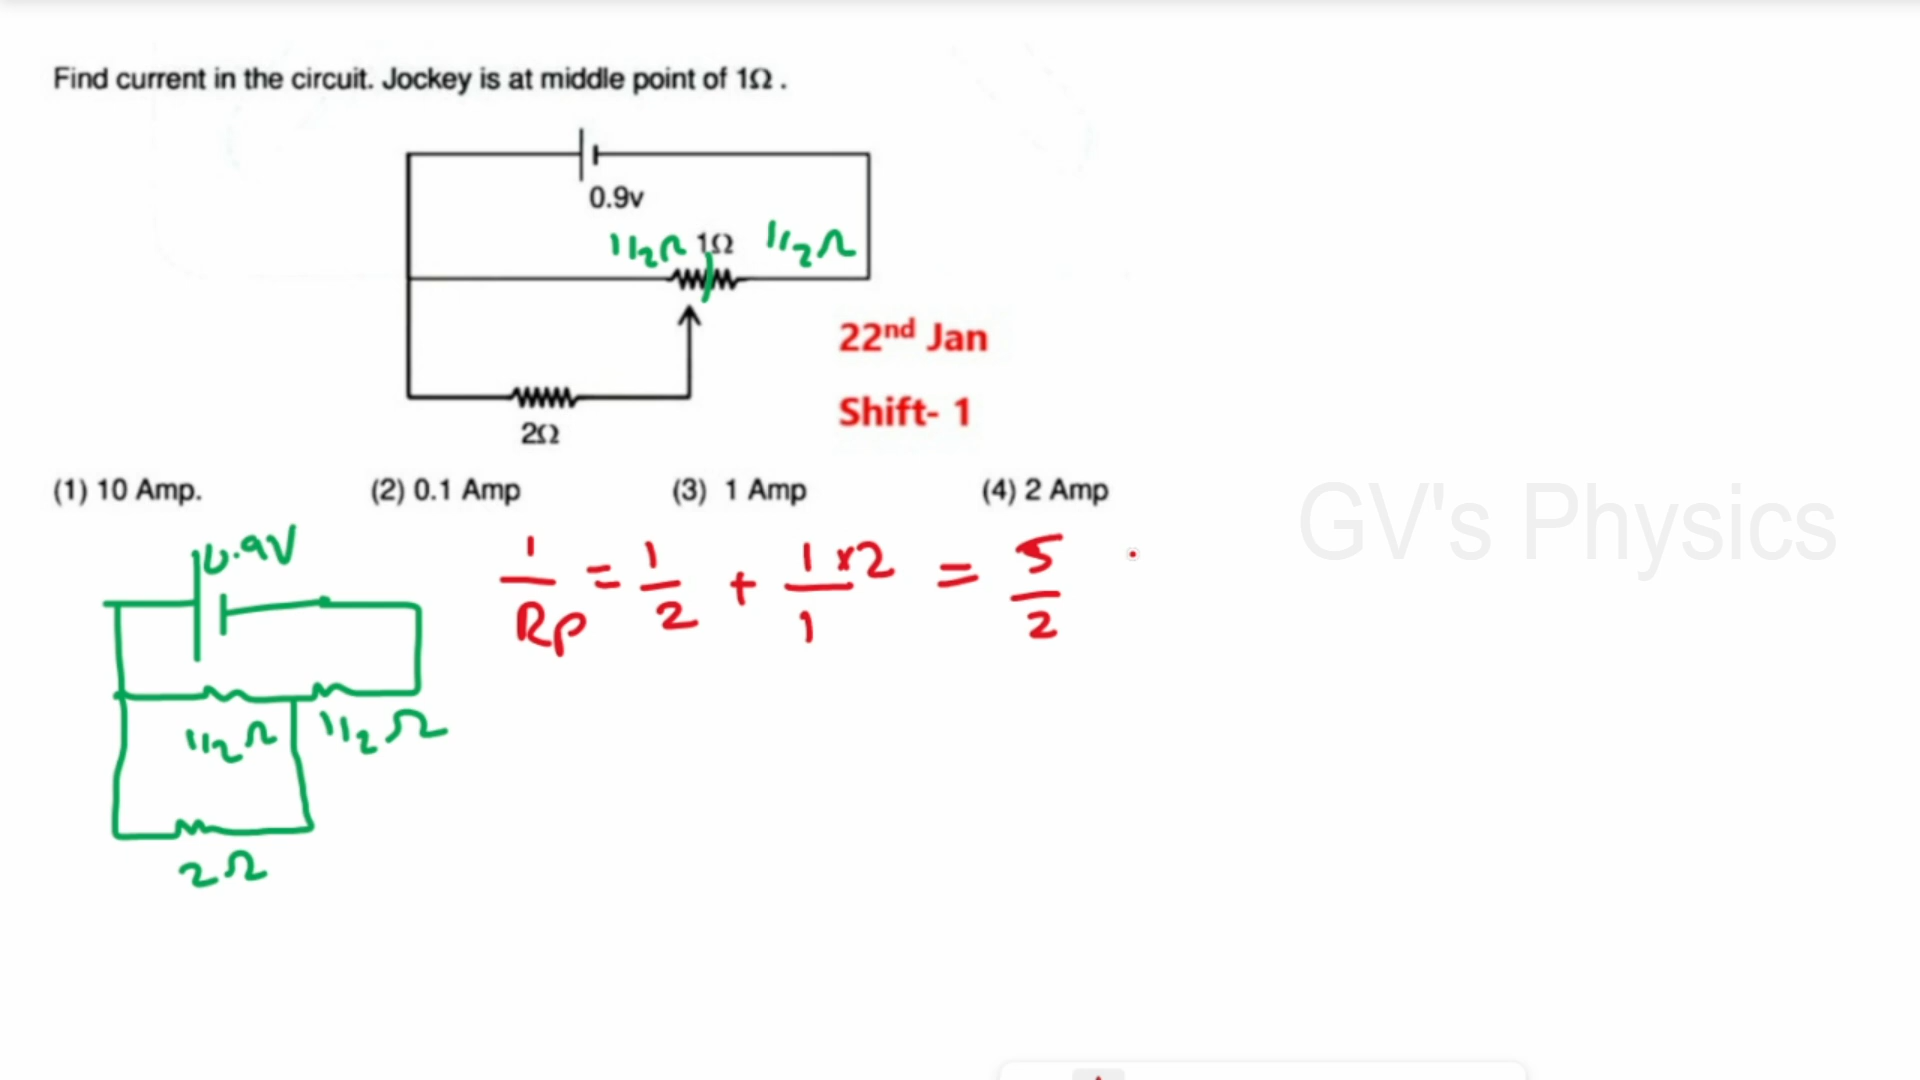 Find current in the circuit. Jockey is at middle point of 1Ω .
0.9v
1/2Ω 1Ω 1/2Ω
22nd Jan
Shift- 1
2Ω
(1) 10 Amp. (2) 0.1 Amp (3) 1 Amp (4) 2 Amp
GV's Physics
0.9V
1/Rp = 1/2 + 1×2/1 = 5/2
1/2Ω 1/2Ω
2Ω